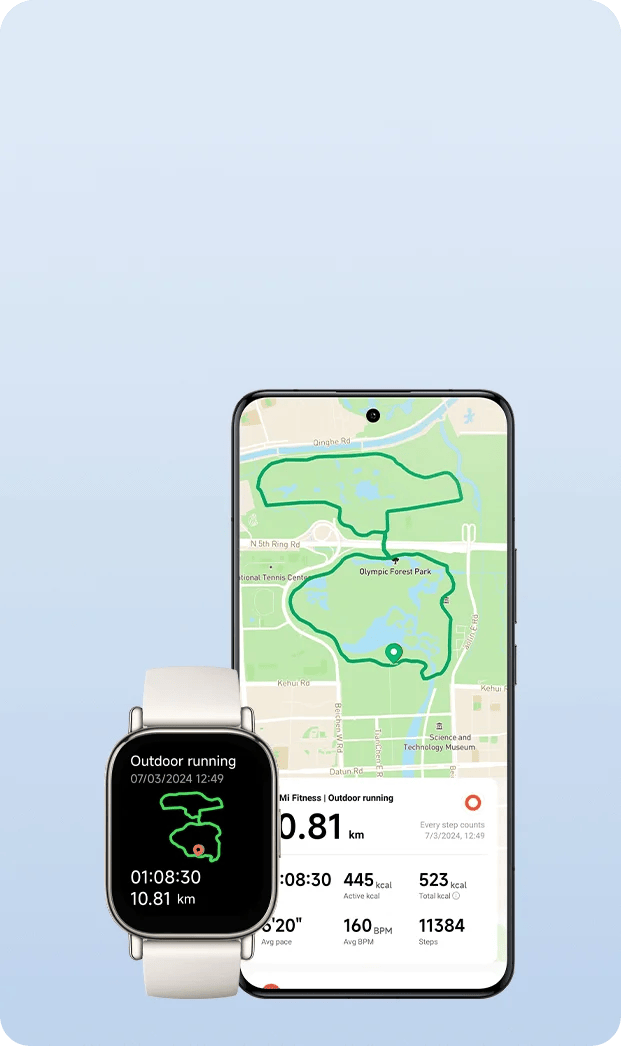 Qinghe Rd
N 5th Ring Rd
Olympic Forest Park
ational Tennis Center
Kehui Rd
Kehui R
Beichen W Rd
Tianchen E R
Science and
Technology Museum
Datun Rd
Be
Mi Fitness | Outdoor running
0.81 km
Every step counts
7/3/2024, 12:49
:08:30
445 kcal
523 kcal
Active kcal
Total kcal
'20"
160 BPM
11384
Avg pace
Avg BPM
Steps
Outdoor running
07/03/2024 12:49
01:08:30
10.81 km